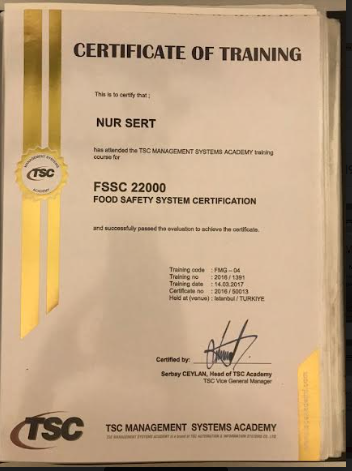 CERTIFICATE OF TRAINING
This is to certify that ;
NUR SERT
has attended the TSC MANAGEMENT SYSTEMS ACADEMY training
course for
FSSC 22000
FOOD SAFETY SYSTEM CERTIFICATION
and successfully passed the evaluation to achieve the certificate.
TSC
ACADEMY
Training code : FMG – 04
Training no : 2016 / 1391
Training date : 14.03.2017
Certificate no : 2016 / 50013
Held at (venue) : Istanbul / TURKIYE
Certified by:
Serbay CEYLAN, Head of TSC Academy
TSC Vice General Manager
TSC
TSC MANAGEMENT SYSTEMS ACADEMY